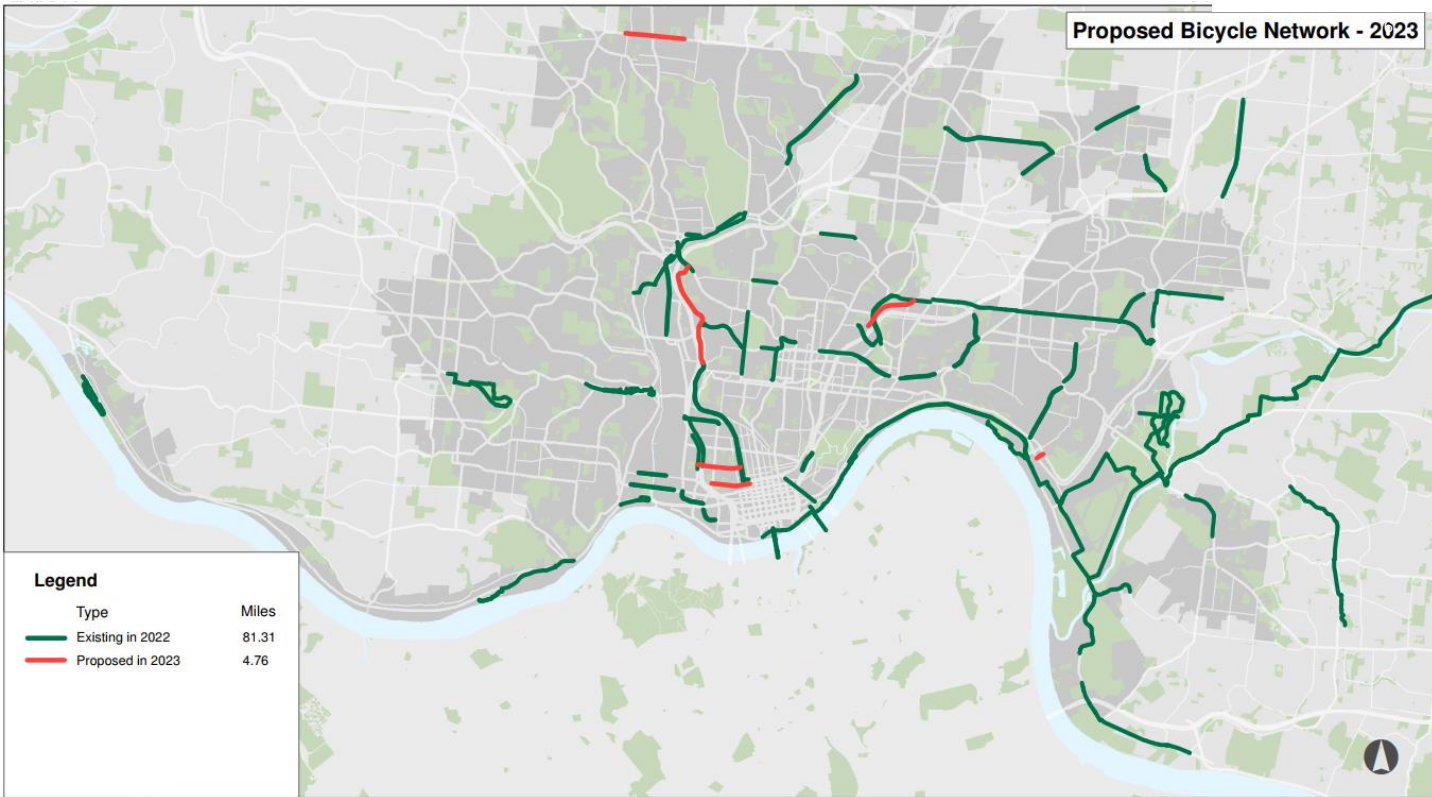 Proposed Bicycle Network - 2023
Legend
Type Miles
Existing in 2022 81.31
Proposed in 2023 4.76